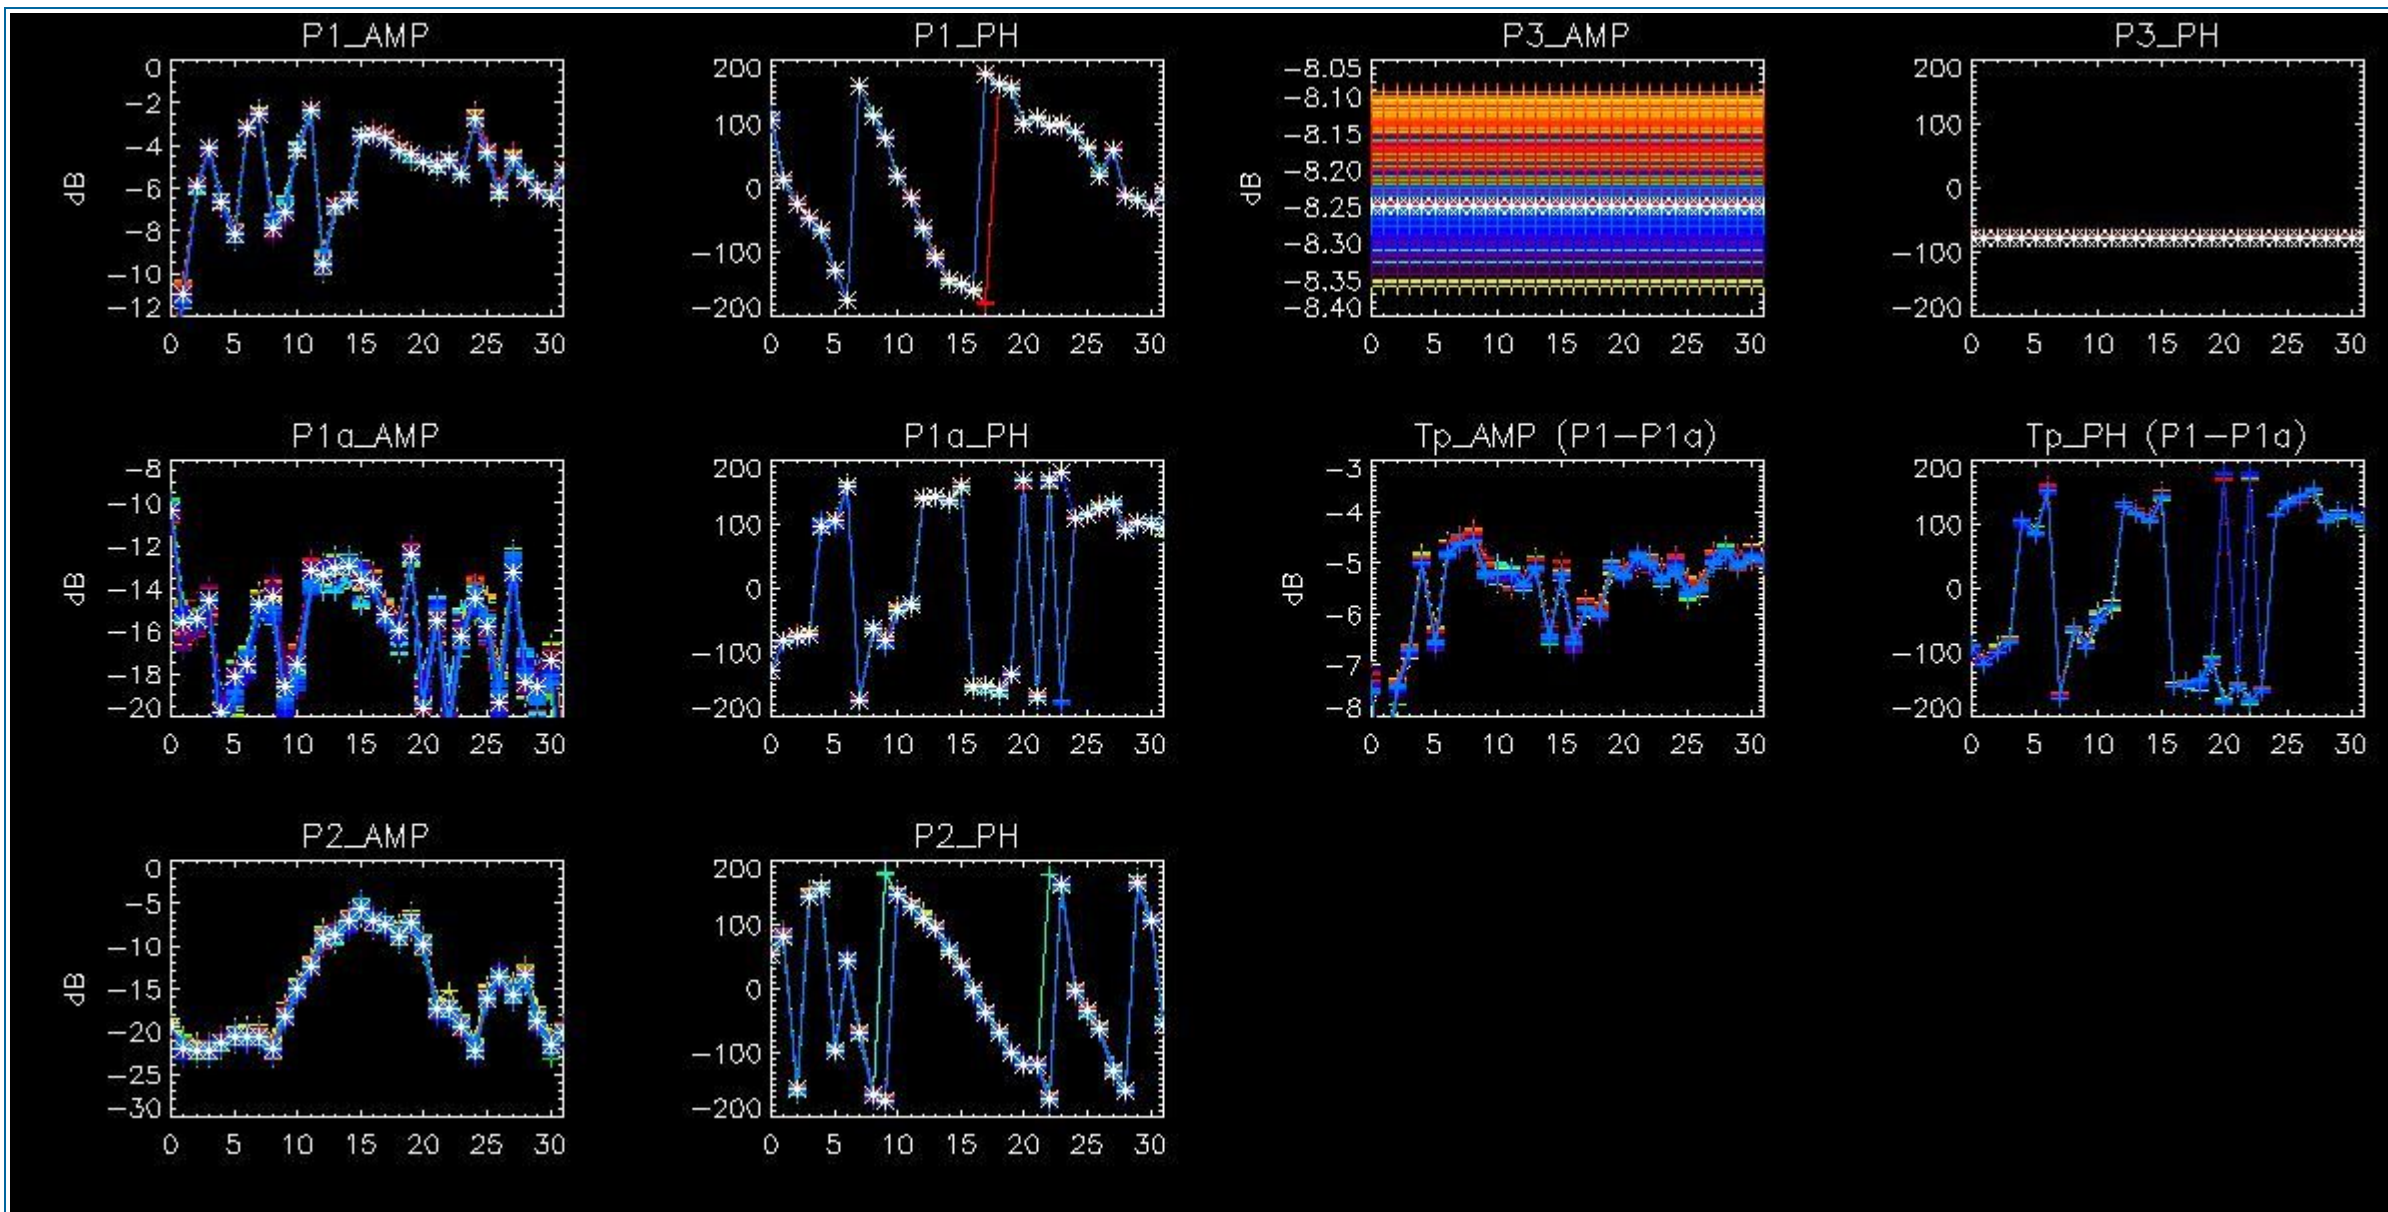 P1_AMP P1_PH P3_AMP P3_PH
0 200 -8.05 200
-2 100 -8.10 100
-4 0 -8.15 0
-6 -100 -8.20 -100
-8 -200 -8.25 -200
-10 -8.30
-12 -8.35
-8.40
dB dB
0 5 10 15 20 25 30 0 5 10 15 20 25 30 0 5 10 15 20 25 30 0 5 10 15 20 25 30
P1a_AMP P1a_PH Tp_AMP (P1-P1a) Tp_PH (P1-P1a)
-8 200 -3 200
-10 100 -4 100
-12 0 -5 0
-14 -100 -6 -100
-16 -200 -7 -200
-18 -8
-20
dB dB
0 5 10 15 20 25 30 0 5 10 15 20 25 30 0 5 10 15 20 25 30 0 5 10 15 20 25 30
P2_AMP P2_PH
0 200
-5 100
-10 0
-15 -100
-20 -200
-25
-30
dB
0 5 10 15 20 25 30 0 5 10 15 20 25 30